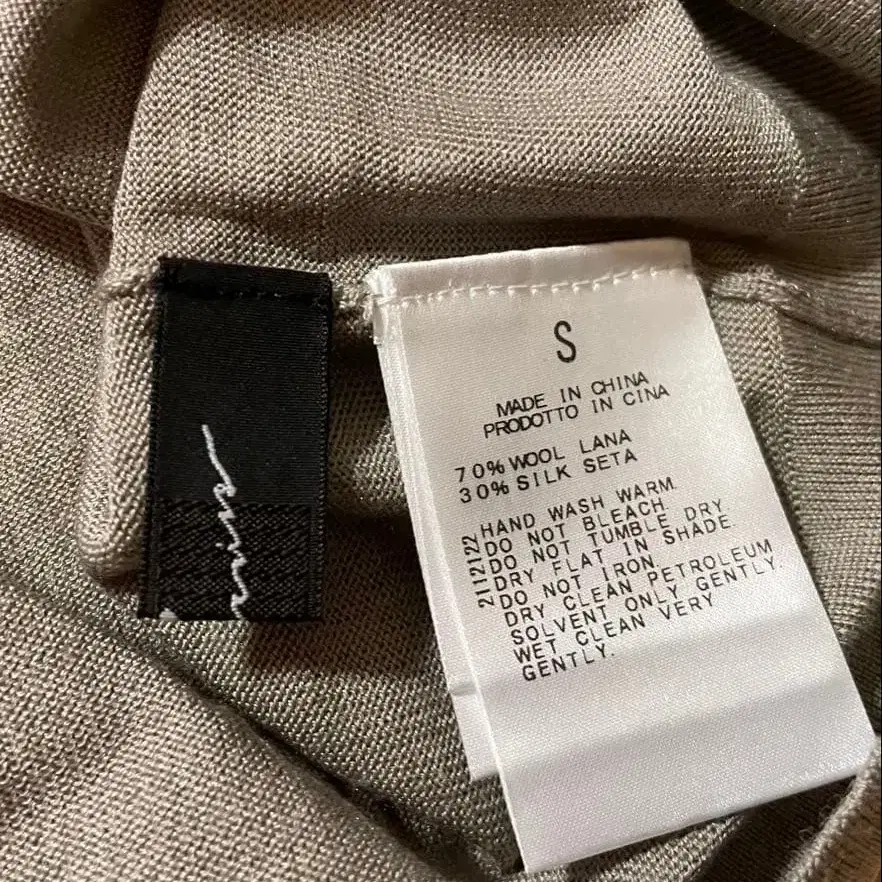 S
MADE IN CHINA
PRODOTTO IN CINA
70% WOOL LANA
30% SILK SETA
2112122
HAND WASH WARM.
DO NOT BLEACH
DO NOT TUMBLE DRY
DRY FLAT IN SHADE.
DO NOT IRON.
DRY CLEAN PETROLEUM
SOLVENT ONLY GENTLY.
WET CLEAN VERY
GENTLY.